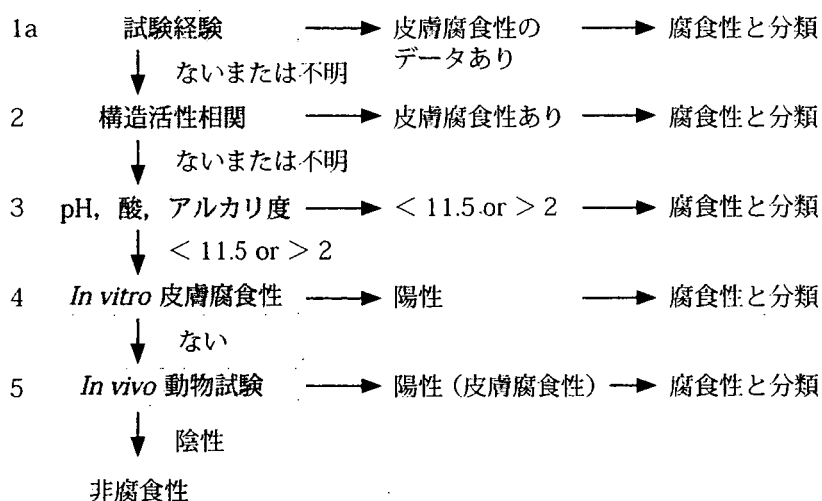 1a 試験経験 → 皮膚腐食性の → 腐食性と分類
データあり
↓ ないまたは不明
2 構造活性相関 → 皮膚腐食性あり → 腐食性と分類
↓ ないまたは不明
3 pH, 酸, アルカリ度 → < 11.5 or > 2 → 腐食性と分類
↓ < 11.5 or > 2
4 In vitro 皮膚腐食性 → 陽性 → 腐食性と分類
↓ ない
5 In vivo 動物試験 → 陽性(皮膚腐食性) → 腐食性と分類
↓ 陰性
非腐食性